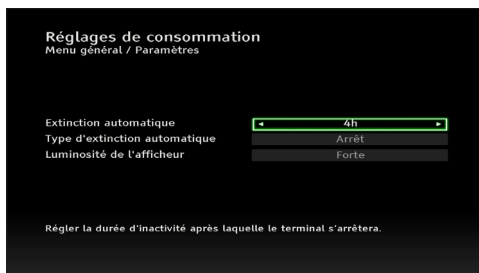 Réglages de consommation
Menu général / Paramètres
Extinction automatique 4h
Type d'extinction automatique Arrêt
Luminosité de l'afficheur Forte
Régler la durée d'inactivité après laquelle le terminal s'arrêtera.